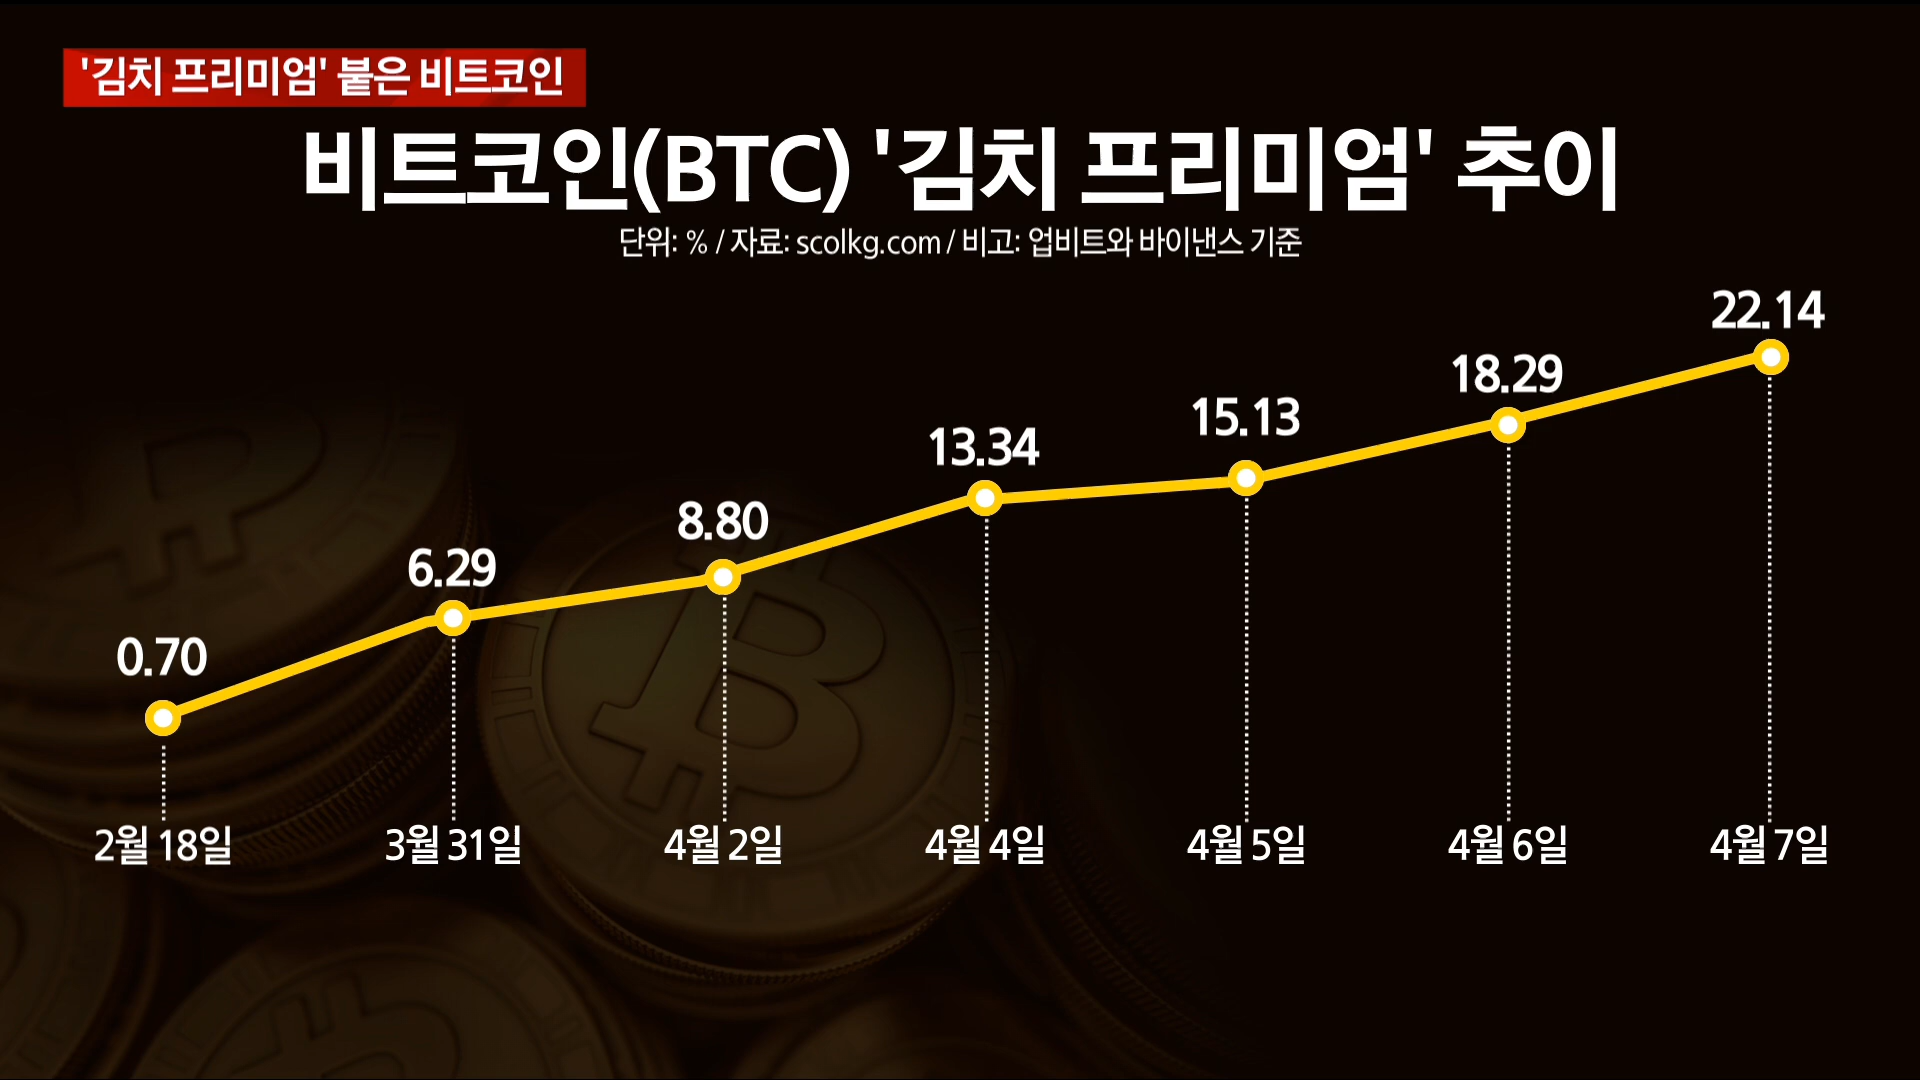 '김치 프리미엄' 붙은 비트코인
비트코인(BTC) '김치 프리미엄' 추이
단위: % / 자료: scolkg.com / 비고: 업비트와 바이낸스 기준
0.70
6.29
8.80
13.34
15.13
18.29
22.14
2월 18일
3월 31일
4월 2일
4월 4일
4월 5일
4월 6일
4월 7일